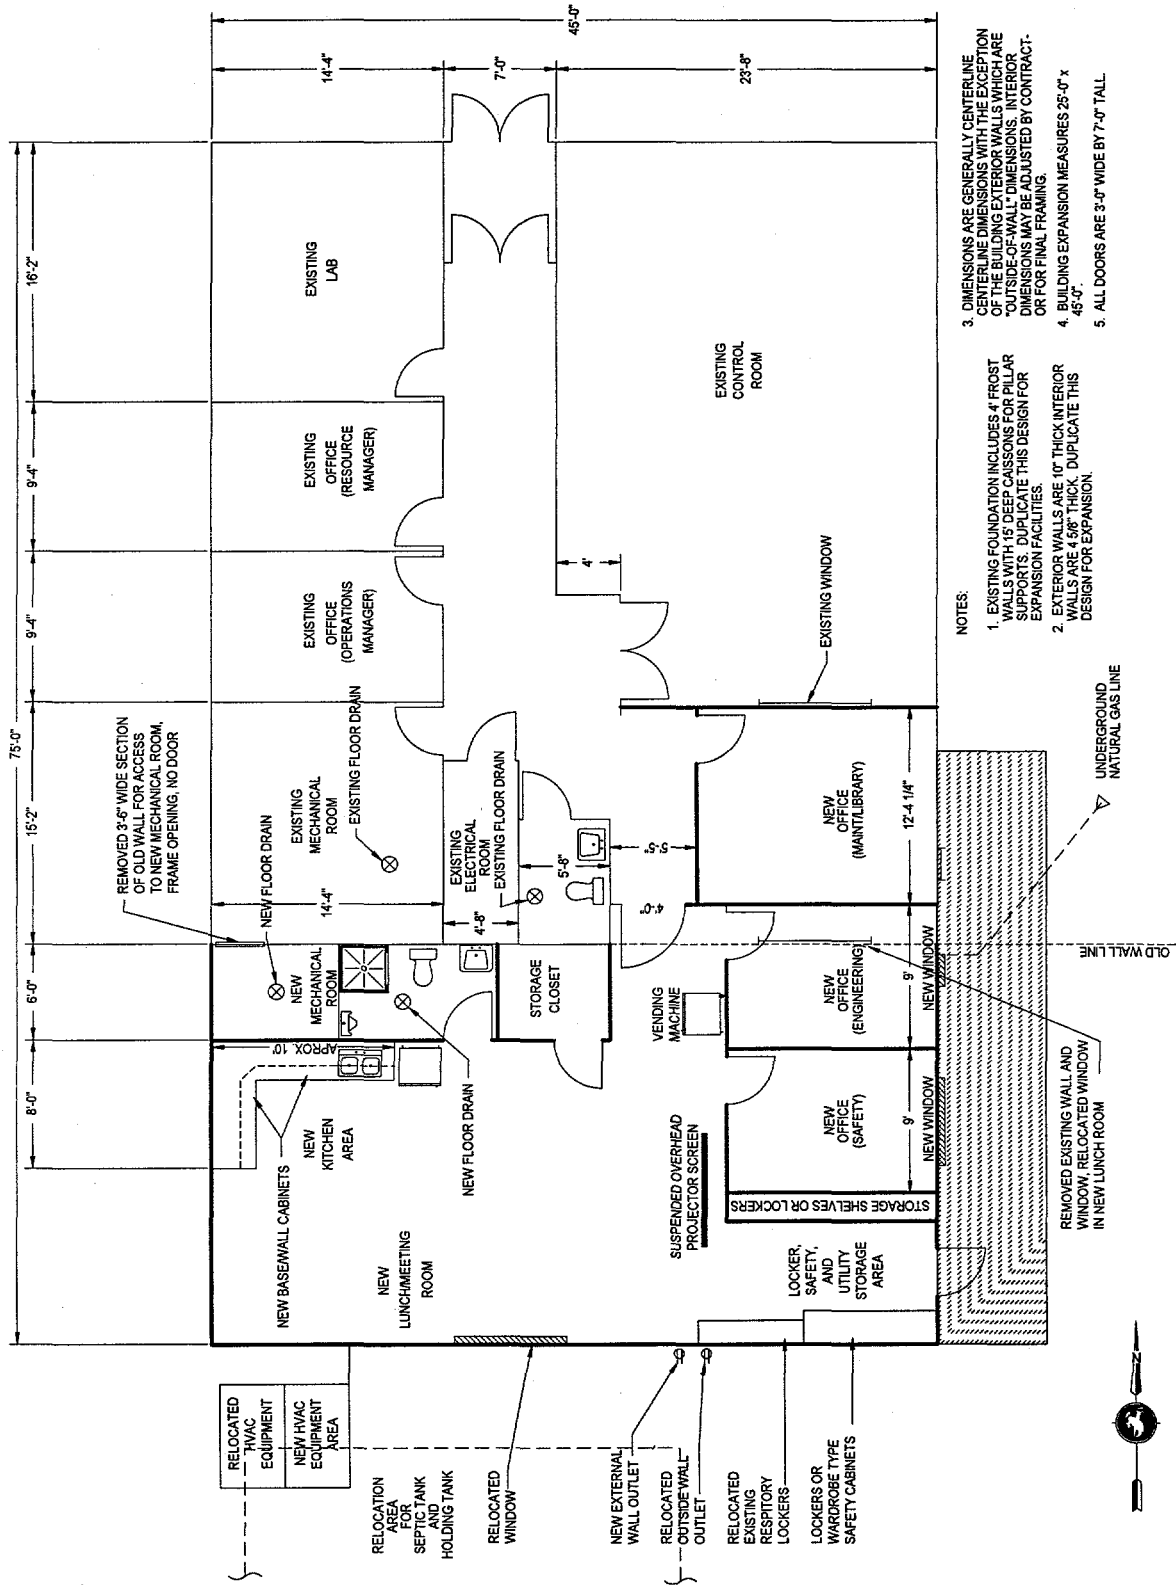 75'-0"
8'-0"
6'-0"
15'-2"
9'-4"
9'-4"
16'-2"
45'-0"
14'-4"
7'-0"
23'-8"
REMOVED 3'-6" WIDE SECTION
OF OLD WALL FOR ACCESS
TO NEW MECHANICAL ROOM,
FRAME OPENING, NO DOOR
NEW FLOOR DRAIN
EXISTING FLOOR DRAIN
RELOCATED
HVAC
EQUIPMENT
NEW HVAC
EQUIPMENT
AREA
RELOCATION
AREA
FOR
SEPTIC TANK
AND
HOLDING TANK
RELOCATED
WINDOW
NEW EXTERNAL
WALL OUTLET
RELOCATED
OUTSIDE WALL
OUTLET
RELOCATED
EXISTING
RESPITORY
LOCKERS
LOCKERS OR
WARDROBE TYPE
SAFETY CABINETS
NEW BASE/WALL CABINETS
NEW
KITCHEN
AREA
APROX. 10'
NEW
LUNCH/MEETING
ROOM
NEW FLOOR DRAIN
NEW
MECHANICAL
ROOM
14'-4"
EXISTING
MECHANICAL
ROOM
EXISTING
OFFICE
(OPERATIONS
MANAGER)
EXISTING
OFFICE
(RESOURCE
MANAGER)
EXISTING
LAB
STORAGE
CLOSET
4'-8"
EXISTING
ELECTRICAL
ROOM
EXISTING FLOOR DRAIN
5'-8"
5'-5"
4'-0"
4'
EXISTING
CONTROL
ROOM
EXISTING WINDOW
VENDING
MACHINE
SUSPENDED OVERHEAD
PROJECTOR SCREEN
LOCKER,
SAFETY,
AND
UTILITY
STORAGE
AREA
STORAGE SHELVES OR LOCKERS
NEW
OFFICE
(SAFETY)
9'
NEW WINDOW
NEW
OFFICE
(ENGINEERING)
9'
NEW WINDOW
NEW
OFFICE
(MAINT/LIBRARY)
12'-4 1/4"
OLD WALL LINE
REMOVED EXISTING WALL AND
WINDOW, RELOCATED WINDOW
IN NEW LUNCH ROOM
UNDERGROUND
NATURAL GAS LINE
NOTES:
1. EXISTING FOUNDATION INCLUDES 4' FROST
WALLS WITH 15' DEEP CAISSONS FOR PILLAR
SUPPORTS. DUPLICATE THIS DESIGN FOR
EXPANSION FACILITIES.
2. EXTERIOR WALLS ARE 10" THICK INTERIOR
WALLS ARE 4 5/8" THICK. DUPLICATE THIS
DESIGN FOR EXPANSION.
3. DIMENSIONS ARE GENERALLY CENTERLINE
CENTERLINE DIMENSIONS WITH THE EXCEPTION
OF THE BUILDING EXTERIOR WALLS WHICH ARE
"OUTSIDE-OF-WALL" DIMENSIONS. INTERIOR
DIMENSIONS MAY BE ADJUSTED BY CONTRACT-
OR FOR FINAL FRAMING.
4. BUILDING EXPANSION MEASURES 25'-0" x
45'-0".
5. ALL DOORS ARE 3'-0" WIDE BY 7'-0" TALL.
N